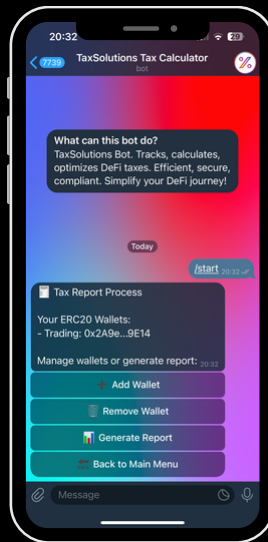 20:32
29
7739
TaxSolutions Tax Calculator
bot
What can this bot do?
TaxSolutions Bot. Tracks, calculates,
optimizes DeFi taxes. Efficient, secure,
compliant. Simplify your DeFi journey!
Today
/start 20:32
Tax Report Process
Your ERC20 Wallets:
- Trading: 0x2A9e...9E14
Manage wallets or generate report: 20:32
Add Wallet
Remove Wallet
Generate Report
Back to Main Menu
Message